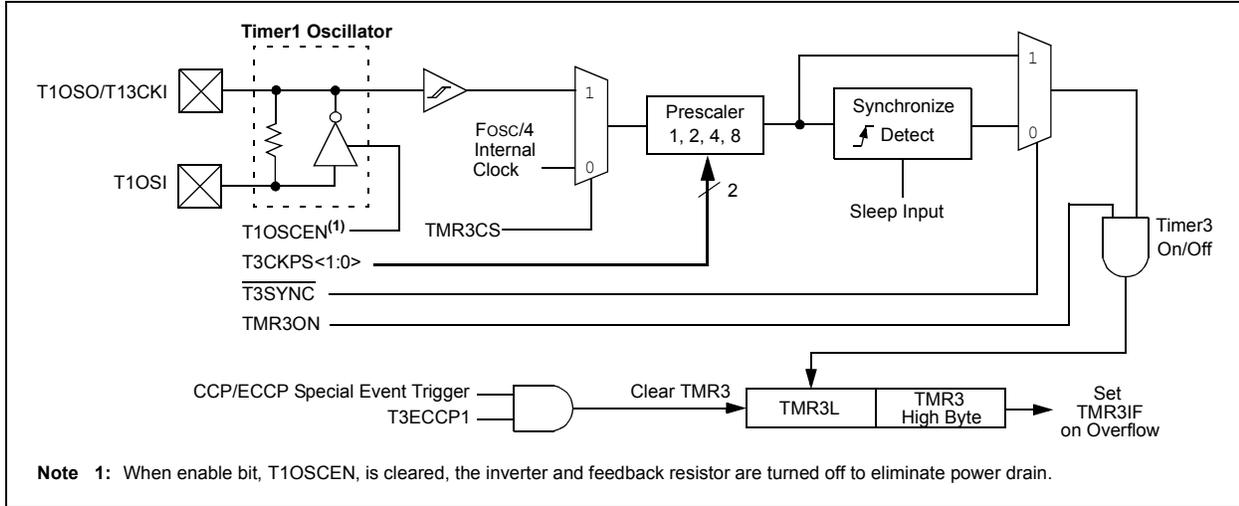 Timer1 Oscillator
T1OSO/T13CKI
1
FOSC/4
Internal
Clock
0
Prescaler
1, 2, 4, 8
2
Synchronize
Detect
1
0
Sleep Input
T1OSI
T1OSCEN(1)
TMR3CS
T3CKPS<1:0>
T3SYNC
TMR3ON
Timer3
On/Off
CCP/ECCP Special Event Trigger
T3ECCP1
Clear TMR3
TMR3L
TMR3
High Byte
Set
TMR3IF
on Overflow
Note 1: When enable bit, T1OSCEN, is cleared, the inverter and feedback resistor are turned off to eliminate power drain.